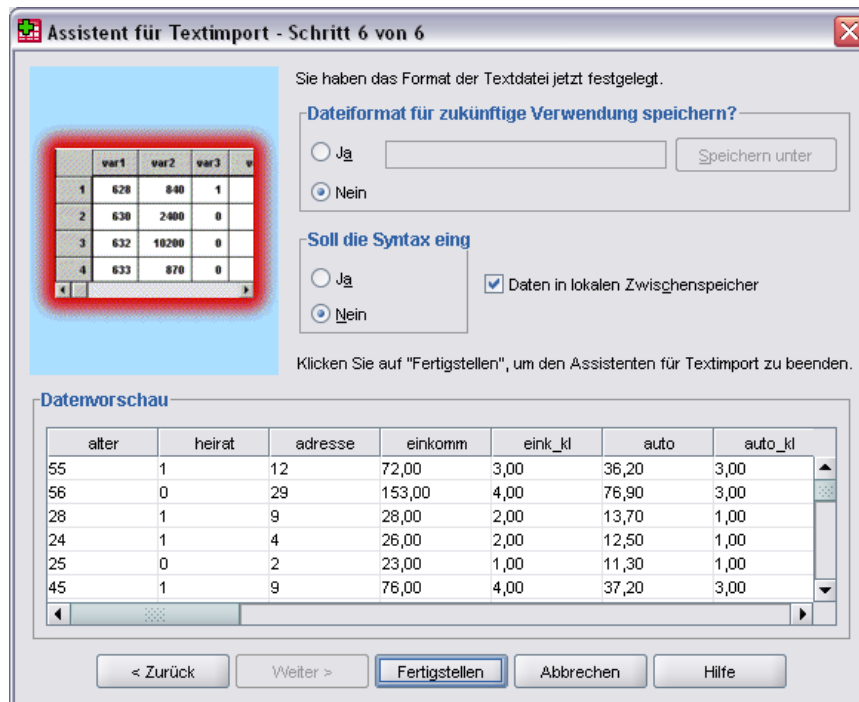 Assistent für Textimport - Schritt 6 von 6
Sie haben das Format der Textdatei jetzt festgelegt.
Dateiformat für zukünftige Verwendung speichern?
Ja Speichern unter
Nein
var1 var2 var3 v
1 628 840 1
2 630 2400 0
3 632 10200 0
4 633 870 0
Soll die Syntax eing
Ja
Nein
Daten in lokalen Zwischenspeicher
Klicken Sie auf "Fertigstellen", um den Assistenten für Textimport zu beenden.
Datenvorschau
alter heirat adresse einkomm eink_kl auto auto_kl
55 1 12 72,00 3,00 36,20 3,00
56 0 29 153,00 4,00 76,90 3,00
28 1 9 28,00 2,00 13,70 1,00
24 1 4 26,00 2,00 12,50 1,00
25 0 2 23,00 1,00 11,30 1,00
45 1 9 76,00 4,00 37,20 3,00
< Zurück Weiter > Fertigstellen Abbrechen Hilfe